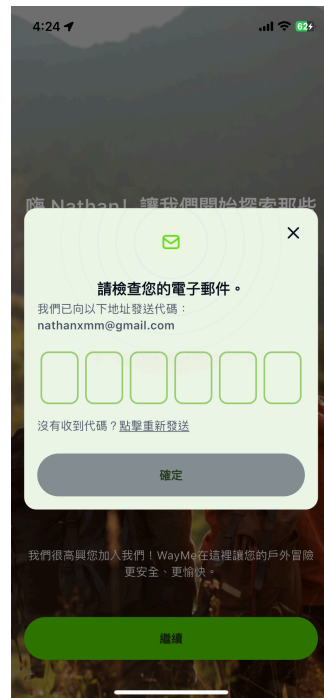 4:24
62
嗨 Nathan！讓我們開始探索那些
請檢查您的電子郵件。
我們已向以下地址發送代碼：
nathanxmm@gmail.com
沒有收到代碼？點擊重新發送
確定
我們很高興您加入我們！WayMe在這裡讓您的戶外冒險
更安全、更愉快。
繼續